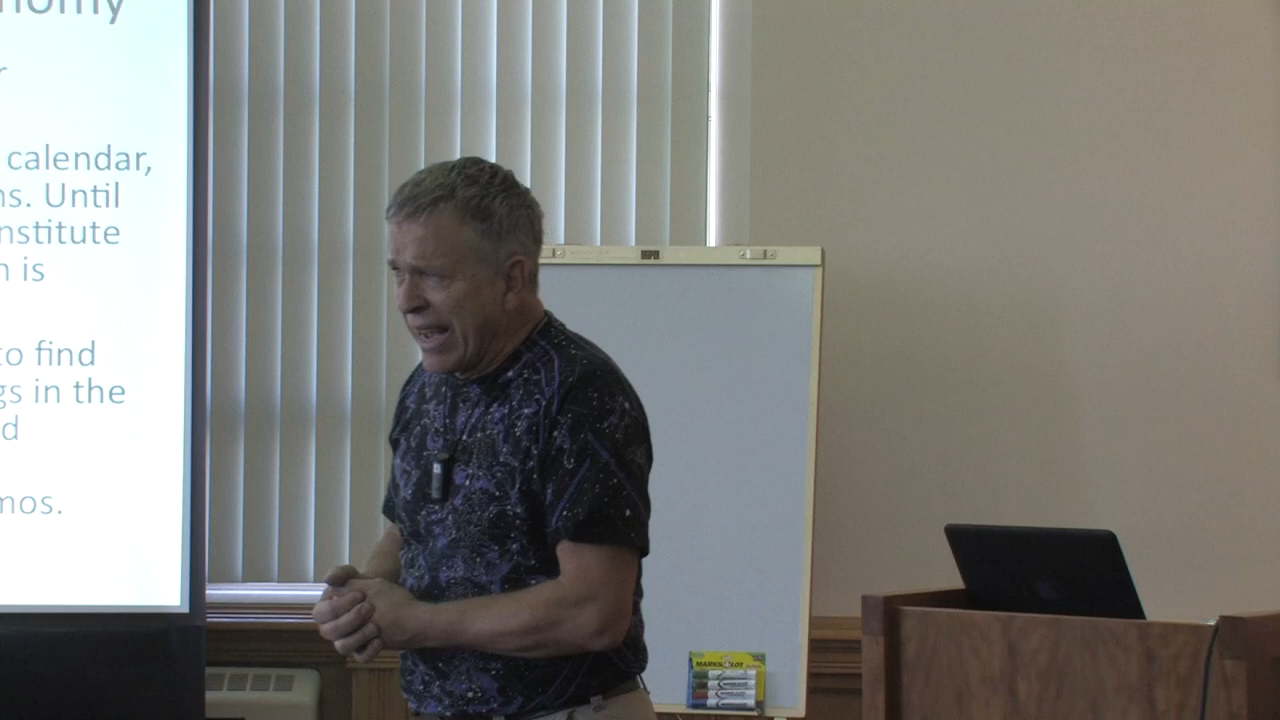 nomy
r
calendar,
ns. Until
nstitute
n is
to find
gs in the
d
mos.
MARKS A LOT